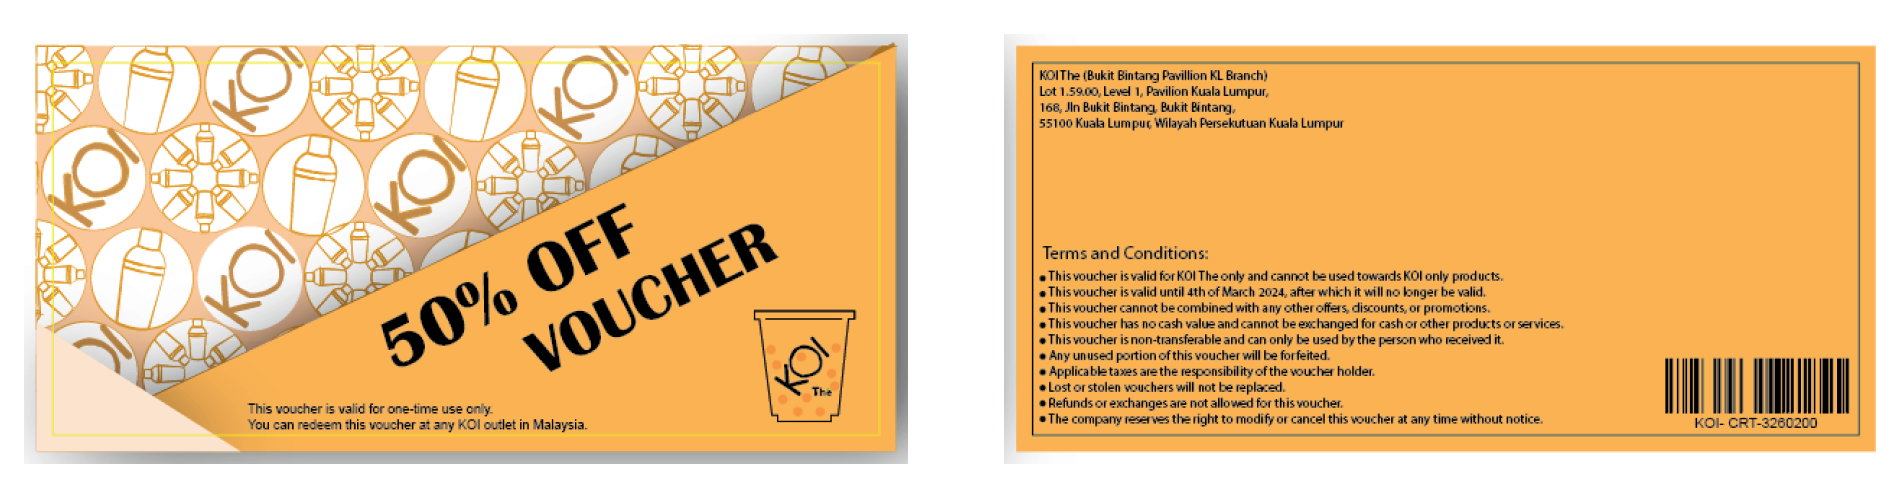 KOI
KOI
KOI
KOI
KOI
50% OFF
VOUCHER
KOI
The
This voucher is valid for one-time use only.
You can redeem this voucher at any KOI outlet in Malaysia.
KOI The (Bukit Bintang Pavillion KL Branch)
Lot 1.59.00, Level 1, Pavilion Kuala Lumpur,
168, Jln Bukit Bintang, Bukit Bintang,
55100 Kuala Lumpur, Wilayah Persekutuan Kuala Lumpur
Terms and Conditions:
• This voucher is valid for KOI The only and cannot be used towards KOI only products.
• This voucher is valid until 4th of March 2024, after which it will no longer be valid.
• This voucher cannot be combined with any other offers, discounts, or promotions.
• This voucher has no cash value and cannot be exchanged for cash or other products or services.
• This voucher is non-transferable and can only be used by the person who received it.
• Any unused portion of this voucher will be forfeited.
• Applicable taxes are the responsibility of the voucher holder.
• Lost or stolen vouchers will not be replaced.
• Refunds or exchanges are not allowed for this voucher.
• The company reserves the right to modify or cancel this voucher at any time without notice.
KOI- CRT-3260200